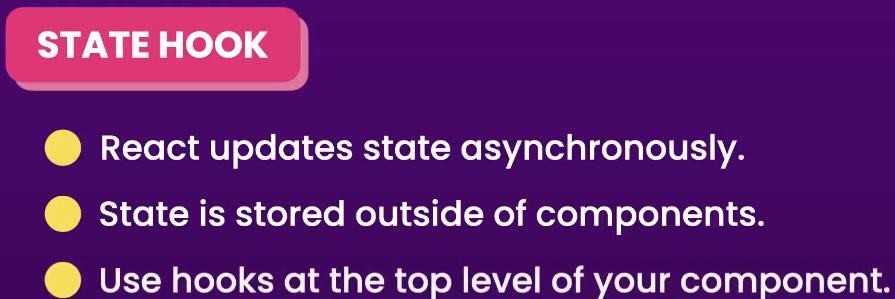 STATE HOOK
React updates state asynchronously.
State is stored outside of components.
Use hooks at the top level of your component.